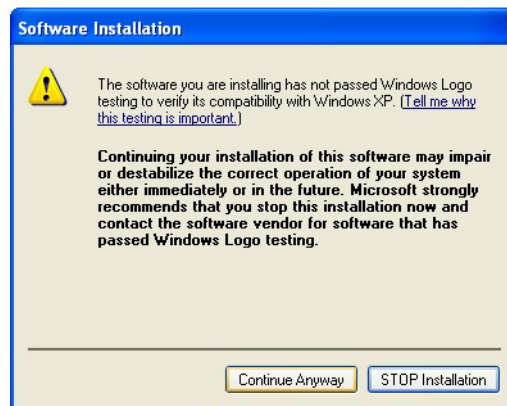 Software Installation
The software you are installing has not passed Windows Logo
testing to verify its compatibility with Windows XP. (Tell me why
this testing is important.)
Continuing your installation of this software may impair
or destabilize the correct operation of your system
either immediately or in the future. Microsoft strongly
recommends that you stop this installation now and
contact the software vendor for software that has
passed Windows Logo testing.
Continue Anyway STOP Installation